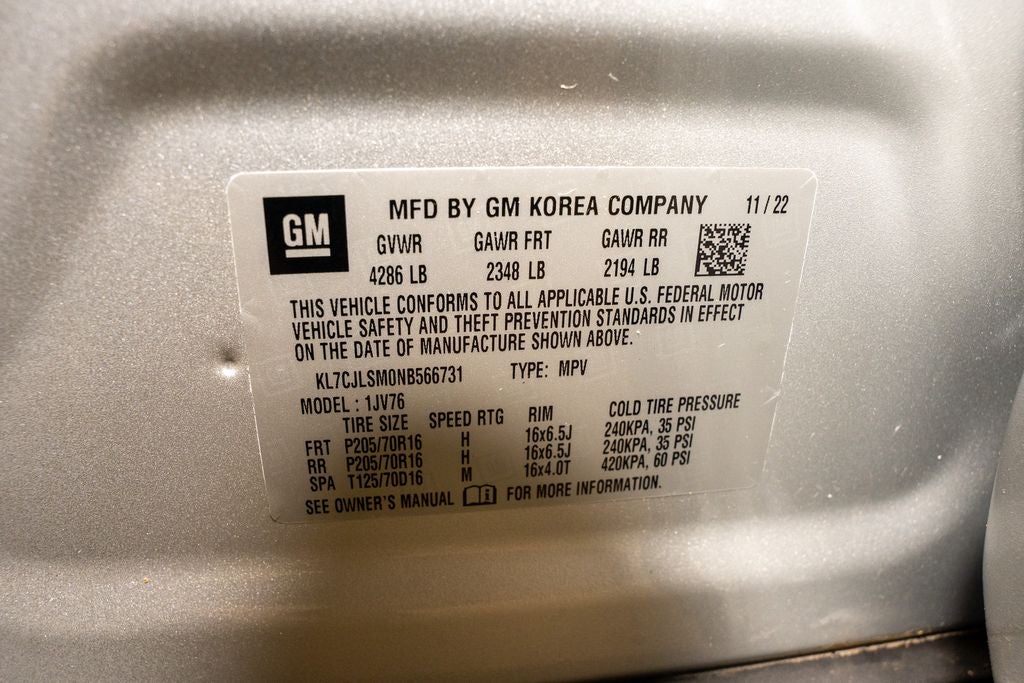 GM
MFD BY GM KOREA COMPANY 11 / 22
GVWR GAWR FRT GAWR RR
4286 LB 2348 LB 2194 LB
THIS VEHICLE CONFORMS TO ALL APPLICABLE U.S. FEDERAL MOTOR
VEHICLE SAFETY AND THEFT PREVENTION STANDARDS IN EFFECT
ON THE DATE OF MANUFACTURE SHOWN ABOVE.
KL7CJLSM0NB566731 TYPE: MPV
MODEL : 1JV76
TIRE SIZE SPEED RTG RIM COLD TIRE PRESSURE
FRT P205/70R16 H 16x6.5J 240KPA, 35 PSI
RR P205/70R16 H 16x6.5J 240KPA, 35 PSI
SPA T125/70D16 M 16x4.0T 420KPA, 60 PSI
SEE OWNER'S MANUAL FOR MORE INFORMATION.